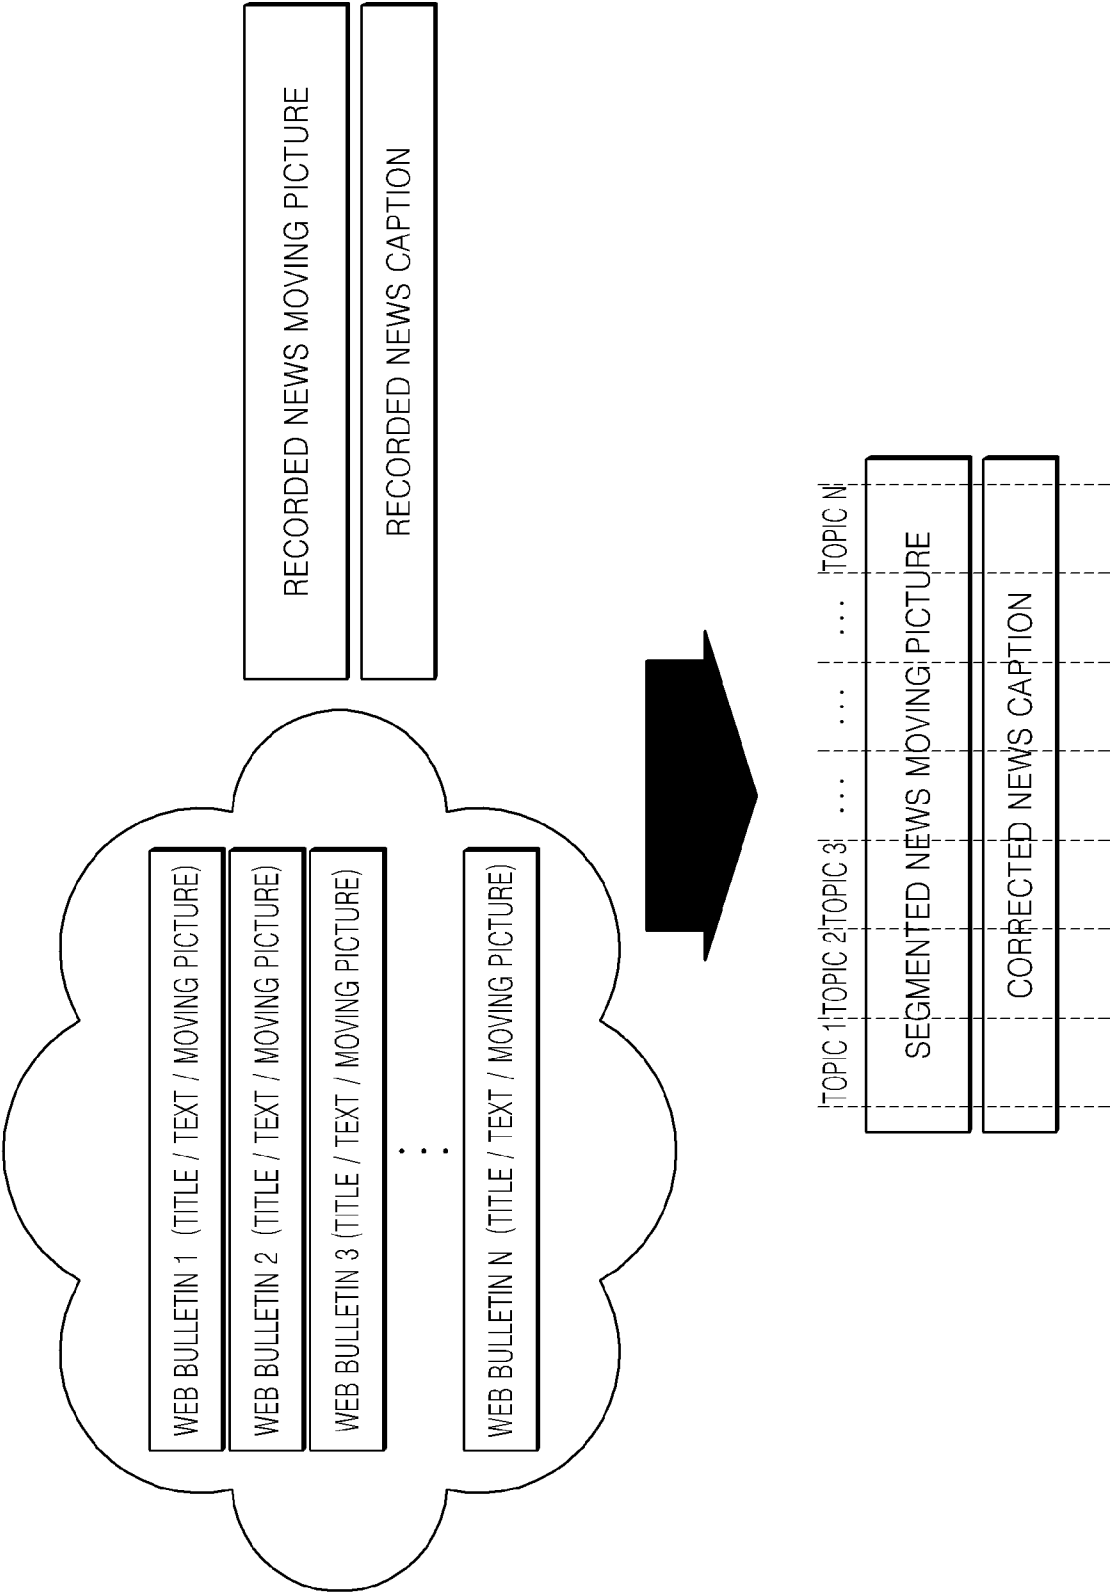 WEB BULLETIN 1 (TITLE / TEXT / MOVING PICTURE)
WEB BULLETIN 2 (TITLE / TEXT / MOVING PICTURE)
WEB BULLETIN 3 (TITLE / TEXT / MOVING PICTURE)
...
WEB BULLETIN N (TITLE / TEXT / MOVING PICTURE)
RECORDED NEWS MOVING PICTURE
RECORDED NEWS CAPTION
TOPIC 1 TOPIC 2 TOPIC 3 ... ... ... TOPIC N
SEGMENTED NEWS MOVING PICTURE
CORRECTED NEWS CAPTION